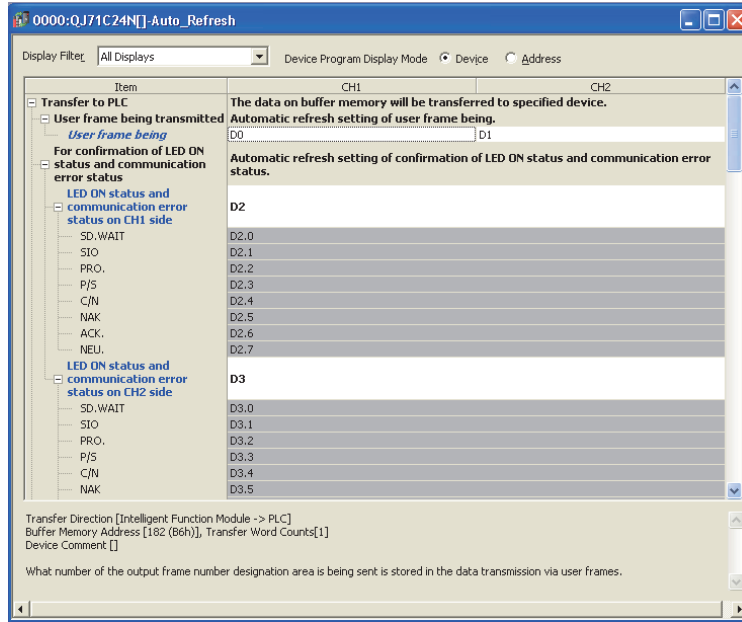 0000:QJ71C24N[]-Auto_Refresh
Display Filter All Displays Device Program Display Mode Device Address
Item CH1 CH2
Transfer to PLC The data on buffer memory will be transferred to specified device.
User frame being transmitted Automatic refresh setting of user frame being.
User frame being D0 D1
For confirmation of LED ON
status and communication
error status
Automatic refresh setting of confirmation of LED ON status and communication error
status.
LED ON status and
communication error
status on CH1 side
D2
SD.WAIT D2.0
SIO D2.1
PRO. D2.2
P/S D2.3
C/N D2.4
NAK D2.5
ACK. D2.6
NEU. D2.7
LED ON status and
communication error
status on CH2 side
D3
SD.WAIT D3.0
SIO D3.1
PRO. D3.2
P/S D3.3
C/N D3.4
NAK D3.5
Transfer Direction [Intelligent Function Module -> PLC]
Buffer Memory Address [182 (B6h)], Transfer Word Counts[1]
Device Comment []
What number of the output frame number designation area is being sent is stored in the data transmission via user frames.